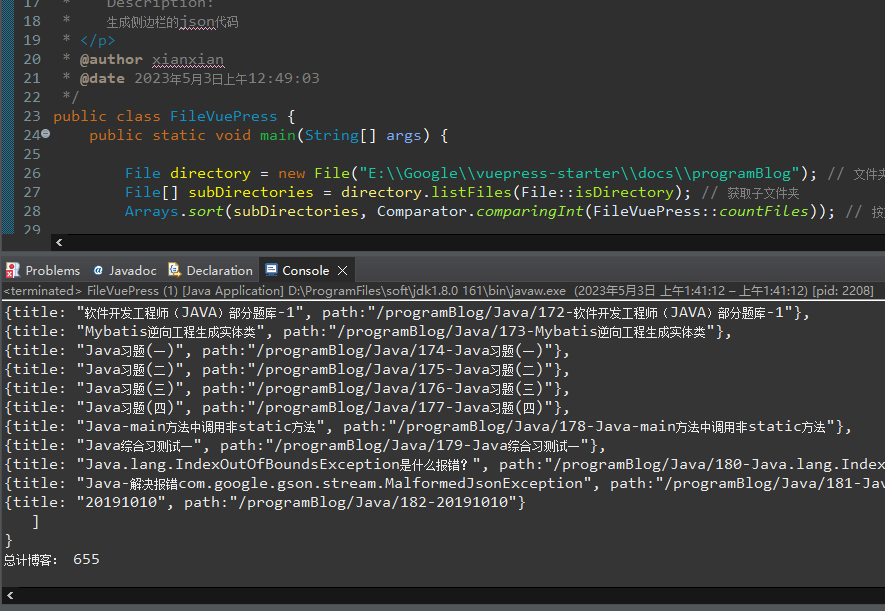 17 * Description:
18 * 生成侧边栏的json代码
19 * </p>
20 * @author xianxian
21 * @date 2023年5月3日上午12:49:03
22 */
23 public class FileVuePress {
24 public static void main(String[] args) {
25
26 File directory = new File("E:\\Google\\vuepress-starter\\docs\\programBlog"); // 文件夹
27 File[] subDirectories = directory.listFiles(File::isDirectory); // 获取子文件夹
28 Arrays.sort(subDirectories, Comparator.comparingInt(FileVuePress::countFiles)); // 按
29
Problems @ Javadoc Declaration Console
<terminated> FileVuePress (1) [Java Application] D:\ProgramFiles\soft\jdk1.8.0 161\bin\javaw.exe (2023年5月3日 上午1:41:12 – 上午1:41:12) [pid: 2208]
{title: "软件开发工程师（JAVA）部分题库-1", path:"/programBlog/Java/172-软件开发工程师（JAVA）部分题库-1"},
{title: "Mybatis逆向工程生成实体类", path:"/programBlog/Java/173-Mybatis逆向工程生成实体类"},
{title: "Java习题(一)", path:"/programBlog/Java/174-Java习题(一)"},
{title: "Java习题(二)", path:"/programBlog/Java/175-Java习题(二)"},
{title: "Java习题(三)", path:"/programBlog/Java/176-Java习题(三)"},
{title: "Java习题(四)", path:"/programBlog/Java/177-Java习题(四)"},
{title: "Java-main方法中调用非static方法", path:"/programBlog/Java/178-Java-main方法中调用非static方法"},
{title: "Java综合习测试一", path:"/programBlog/Java/179-Java综合习测试一"},
{title: "Java.lang.IndexOutOfBoundsException是什么报错？", path:"/programBlog/Java/180-Java.lang.Index
{title: "Java-解决报错com.google.gson.stream.MalformedJsonException", path:"/programBlog/Java/181-Jav
{title: "20191010", path:"/programBlog/Java/182-20191010"}
]
}
总计博客： 655